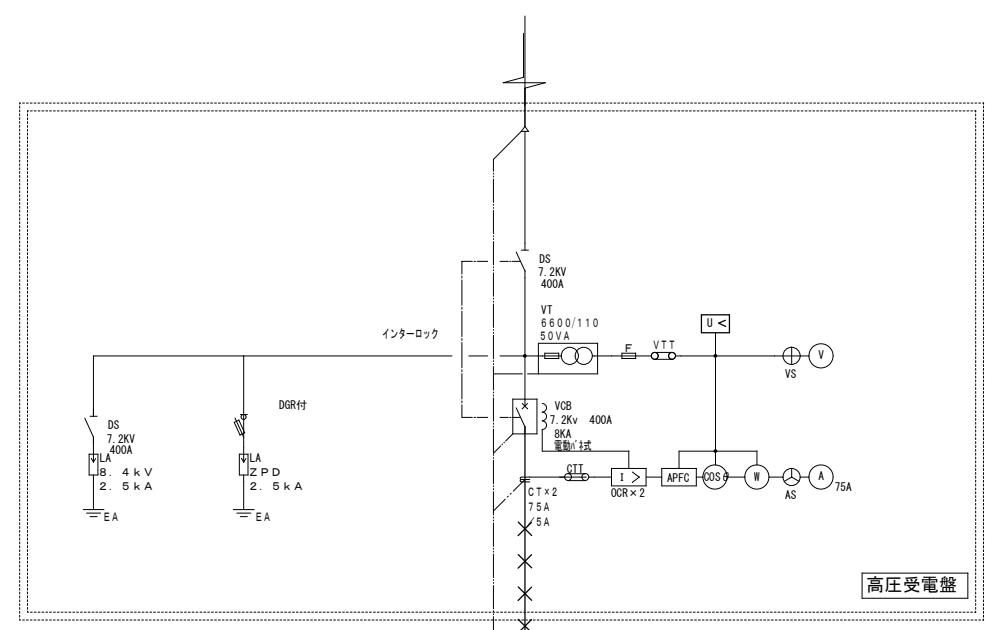 DS
7.2KV
400A
VT
6600/110
50VA
U <
インターロック
F
VTT
VS
V
DGR付
DS
7.2KV
400A
VCB
7.2Kv 400A
8KA
電動ﾊﾞﾈ式
LA
8.4kV
2.5kA
LA
ZPD
2.5kA
CTT
I >
OCR×2
APFC
COSθ
W
AS
A
75A
CT×2
75A
/5A
EA
EA
高圧受電盤